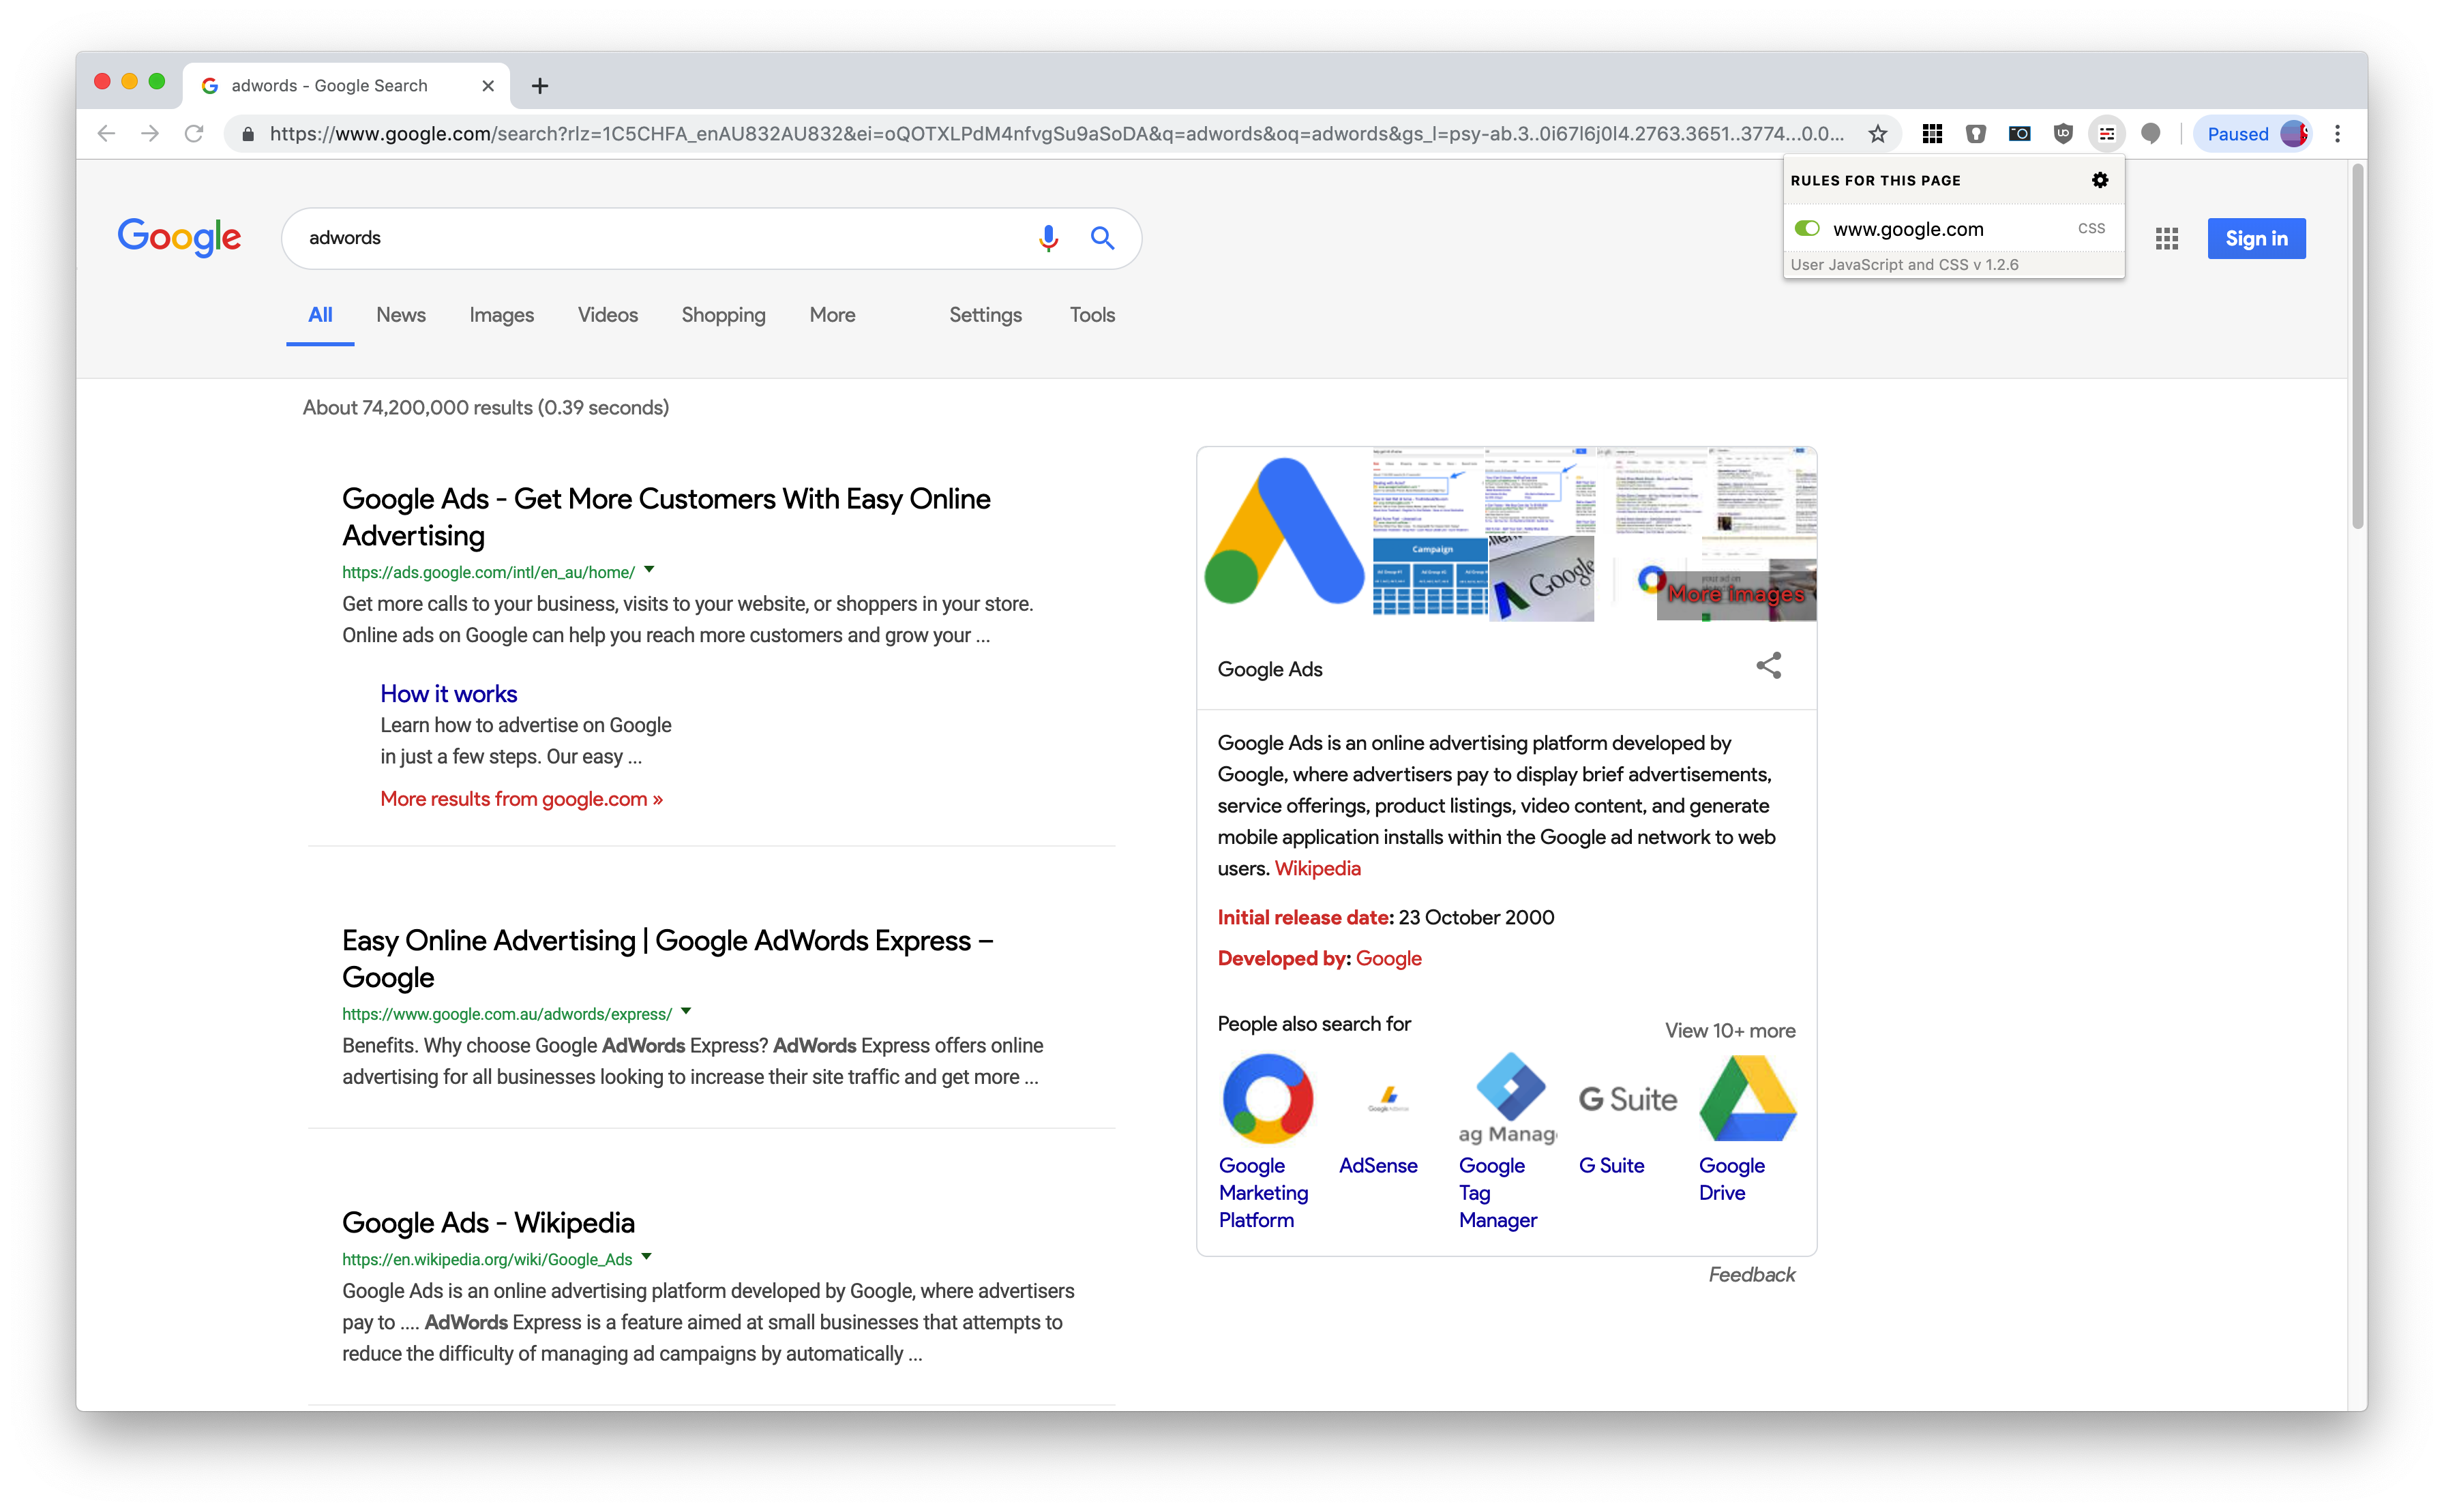 adwords - Google Search
https://www.google.com/search?rlz=1C5CHFA_enAU832AU832&ei=oQOTXLPdM4nfvgSu9aSoDA&q=adwords&oq=adwords&gs_l=psy-ab.3..0i67l6j0l4.2763.3651..3774...0.0...
Paused
RULES FOR THIS PAGE
www.google.com CSS
User JavaScript and CSS v 1.2.6
Google
adwords
Sign in
All News Images Videos Shopping More Settings Tools
About 74,200,000 results (0.39 seconds)
Google Ads - Get More Customers With Easy Online
Advertising
https://ads.google.com/intl/en_au/home/
Get more calls to your business, visits to your website, or shoppers in your store.
Online ads on Google can help you reach more customers and grow your ...
How it works
Learn how to advertise on Google
in just a few steps. Our easy ...
More results from google.com »
Easy Online Advertising | Google AdWords Express –
Google
https://www.google.com.au/adwords/express/
Benefits. Why choose Google AdWords Express? AdWords Express offers online
advertising for all businesses looking to increase their site traffic and get more ...
Google Ads - Wikipedia
https://en.wikipedia.org/wiki/Google_Ads
Google Ads is an online advertising platform developed by Google, where advertisers
pay to .... AdWords Express is a feature aimed at small businesses that attempts to
reduce the difficulty of managing ad campaigns by automatically ...
Campaign
Google
More images
Google Ads
Google Ads is an online advertising platform developed by
Google, where advertisers pay to display brief advertisements,
service offerings, product listings, video content, and generate
mobile application installs within the Google ad network to web
users. Wikipedia
Initial release date: 23 October 2000
Developed by: Google
People also search for
View 10+ more
ag Manag
G Suite
Google
Marketing
Platform
AdSense
Google
Tag
Manager
G Suite
Google
Drive
Feedback